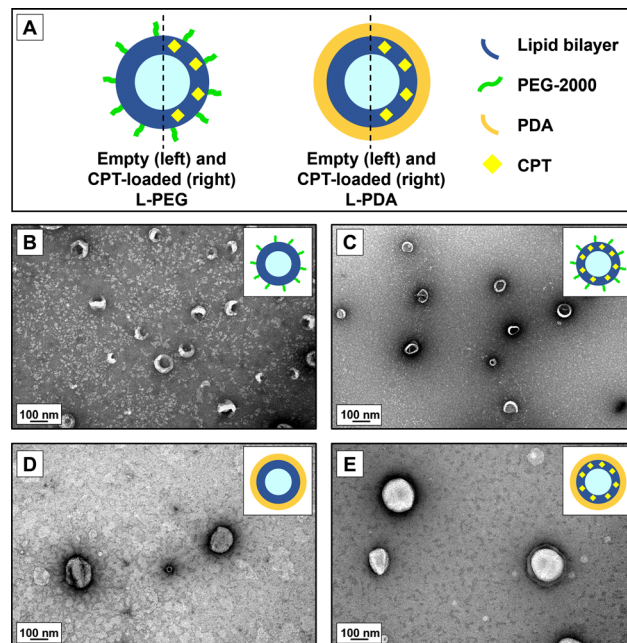 A
Empty (left) and
CPT-loaded (right)
L-PEG
Empty (left) and
CPT-loaded (right)
L-PDA
Lipid bilayer
PEG-2000
PDA
CPT
B
100 nm
C
100 nm
D
100 nm
E
100 nm